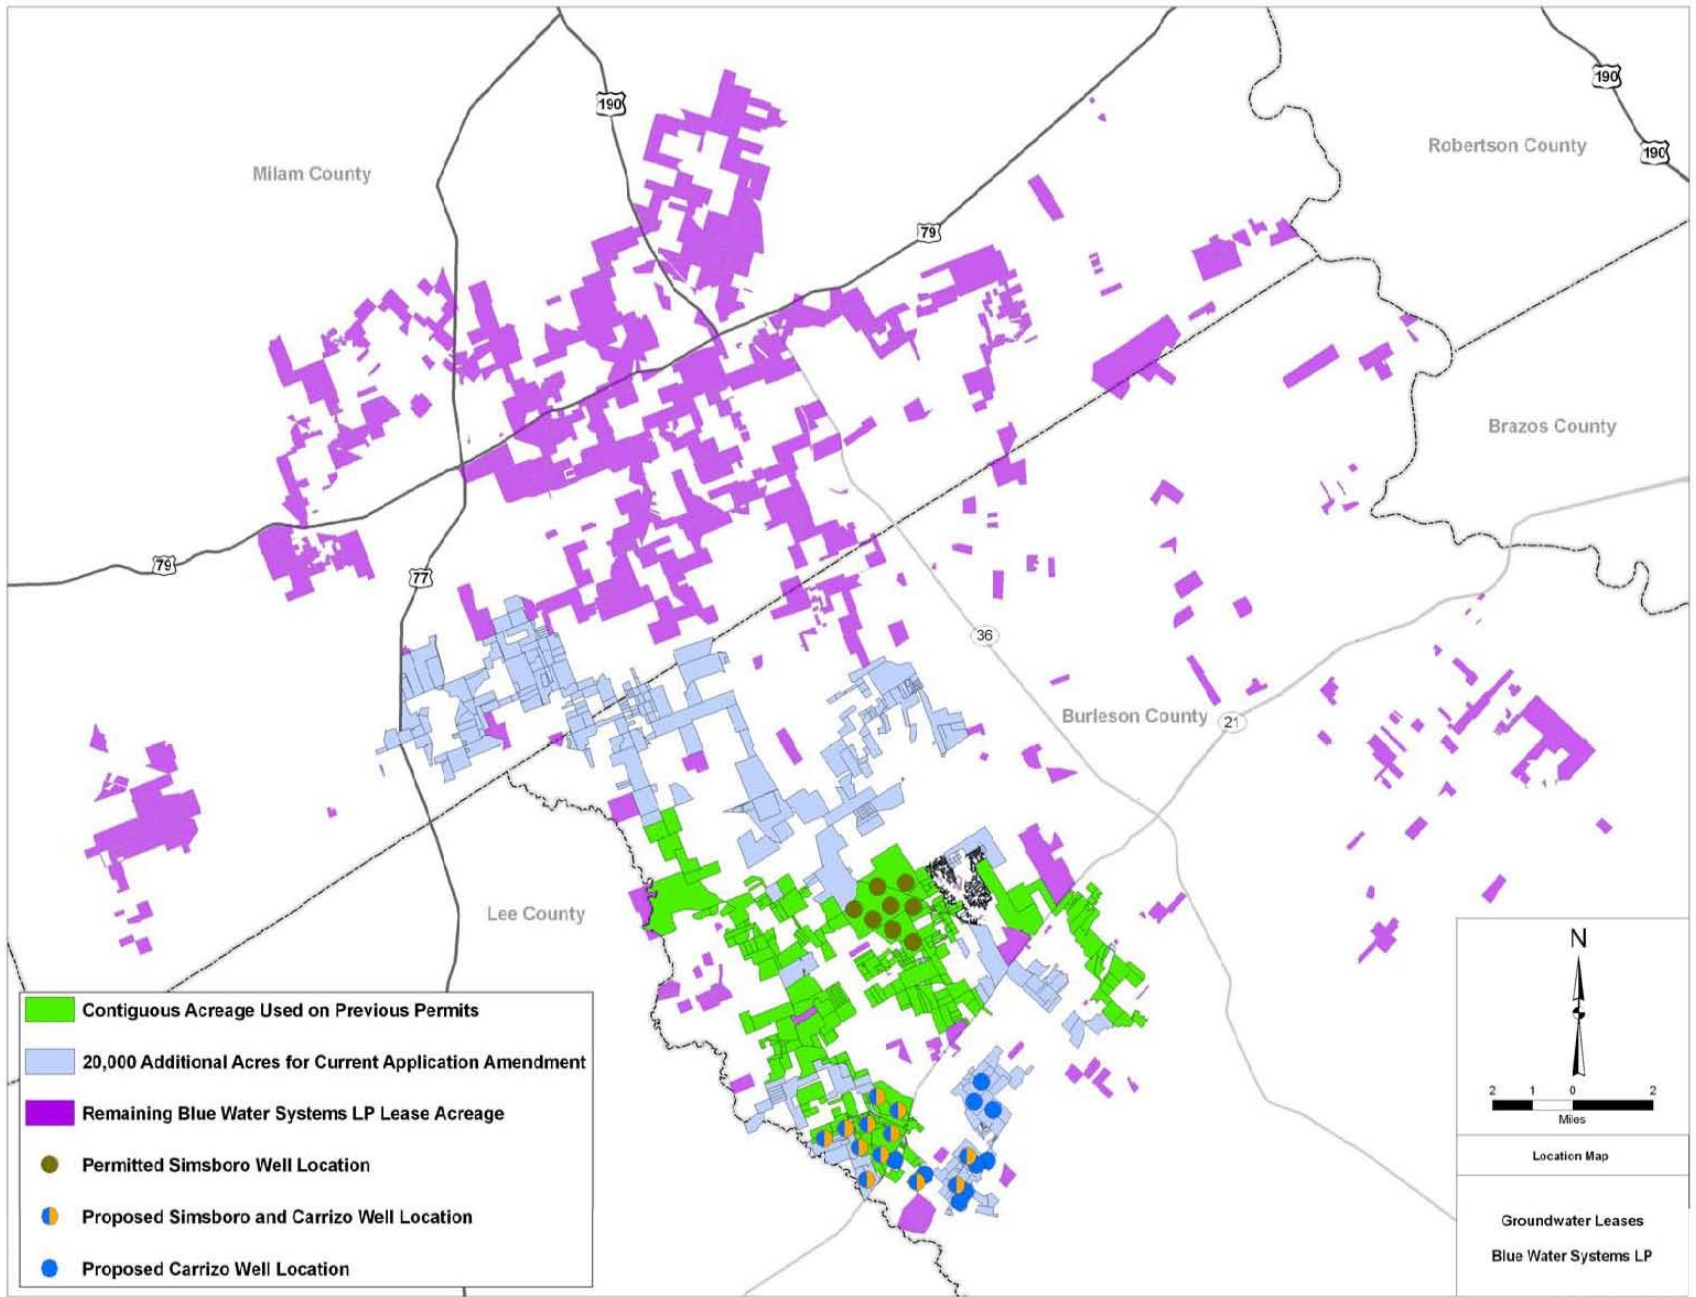 190
190
190
Robertson County
Milam County
79
Brazos County
79
77
36
Burleson County
21
Lee County
N
Contiguous Acreage Used on Previous Permits
20,000 Additional Acres for Current Application Amendment
Remaining Blue Water Systems LP Lease Acreage
Permitted Simsboro Well Location
Proposed Simsboro and Carrizo Well Location
Proposed Carrizo Well Location
2 1 0 2
Miles
Location Map
Groundwater Leases
Blue Water Systems LP